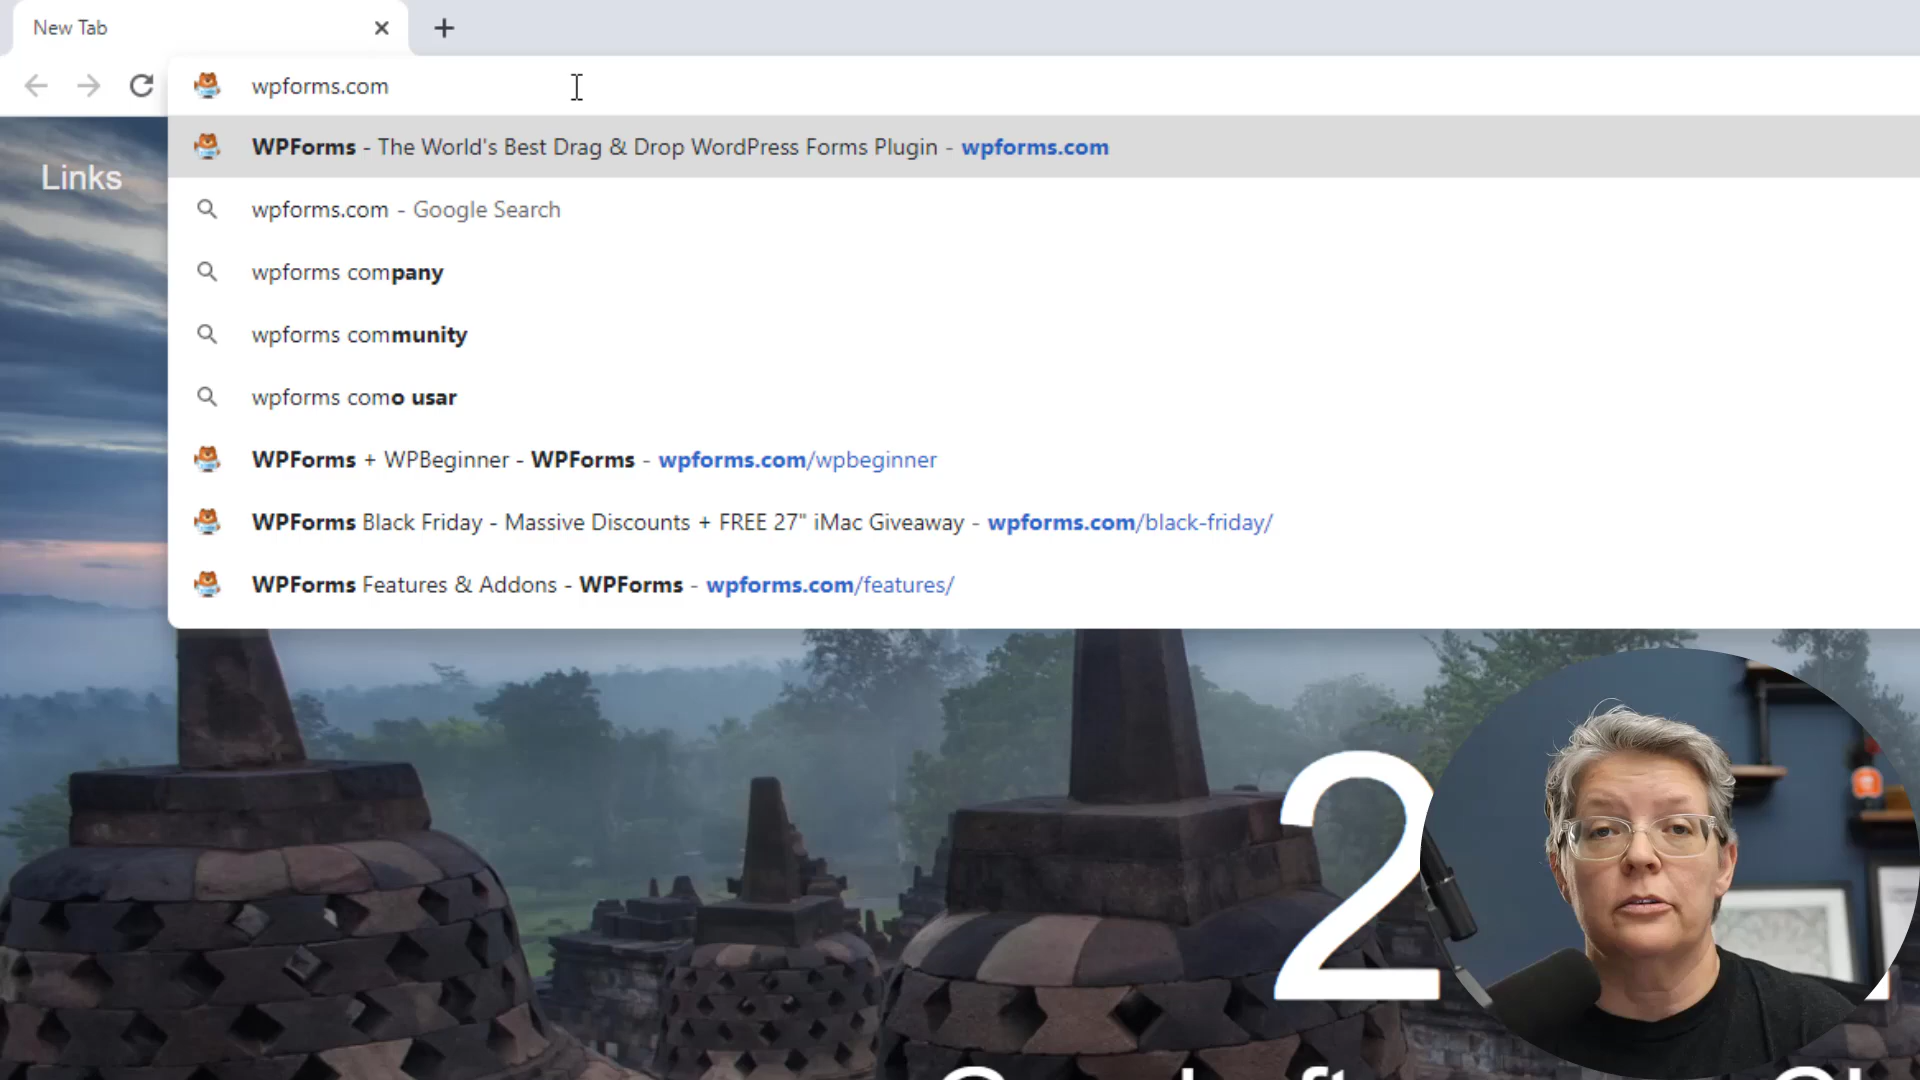 New Tab
wpforms.com
WPForms - The World's Best Drag & Drop WordPress Forms Plugin - wpforms.com
Links
wpforms.com - Google Search
wpforms company
wpforms community
wpforms como usar
WPForms + WPBeginner - WPForms - wpforms.com/wpbeginner
WPForms Black Friday - Massive Discounts + FREE 27" iMac Giveaway - wpforms.com/black-friday/
WPForms Features & Addons - WPForms - wpforms.com/features/
2